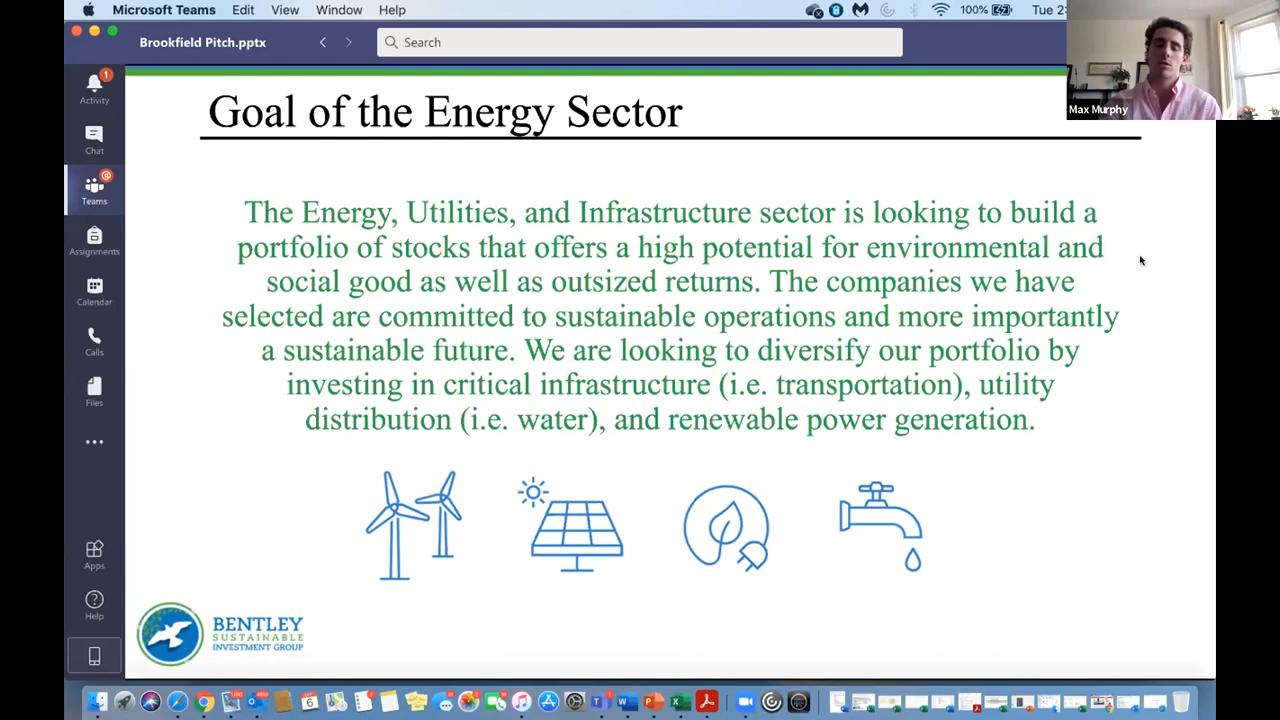 Microsoft Teams Edit View Window Help
100%
Tue 2
Brookfield Pitch.pptx
Search
Max Murphy
1
Activity
Chat
@
Teams
Assignments
Calendar
Calls
Files
Apps
Help
Goal of the Energy Sector
The Energy, Utilities, and Infrastructure sector is looking to build a
portfolio of stocks that offers a high potential for environmental and
social good as well as outsized returns. The companies we have
selected are committed to sustainable operations and more importantly
a sustainable future. We are looking to diversify our portfolio by
investing in critical infrastructure (i.e. transportation), utility
distribution (i.e. water), and renewable power generation.
BENTLEY
SUSTAINABLE
INVESTMENT GROUP